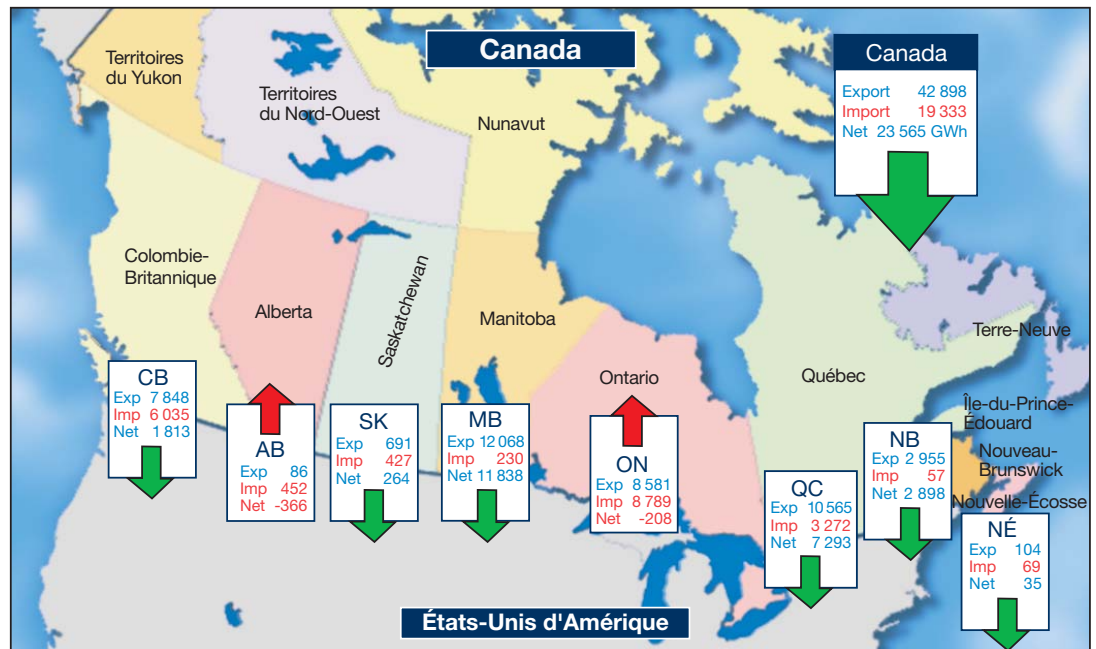 Canada
Canada
Export 42 898
Import 19 333
Net 23 565 GWh
Territoires
du Yukon
Territoires
du Nord-Ouest
Nunavut
Colombie-
Britannique
Alberta
Saskatchewan
Manitoba
Ontario
Québec
Terre-Neuve
Île-du-Prince-
Édouard
Nouveau-
Brunswick
Nouvelle-Écosse
CB
Exp 7 848
Imp 6 035
Net 1 813
AB
Exp 86
Imp 452
Net -366
SK
Exp 691
Imp 427
Net 264
MB
Exp 12 068
Imp 230
Net 11 838
ON
Exp 8 581
Imp 8 789
Net -208
QC
Exp 10 565
Imp 3 272
Net 7 293
NB
Exp 2 955
Imp 57
Net 2 898
NÉ
Exp 104
Imp 69
Net 35
États-Unis d'Amérique